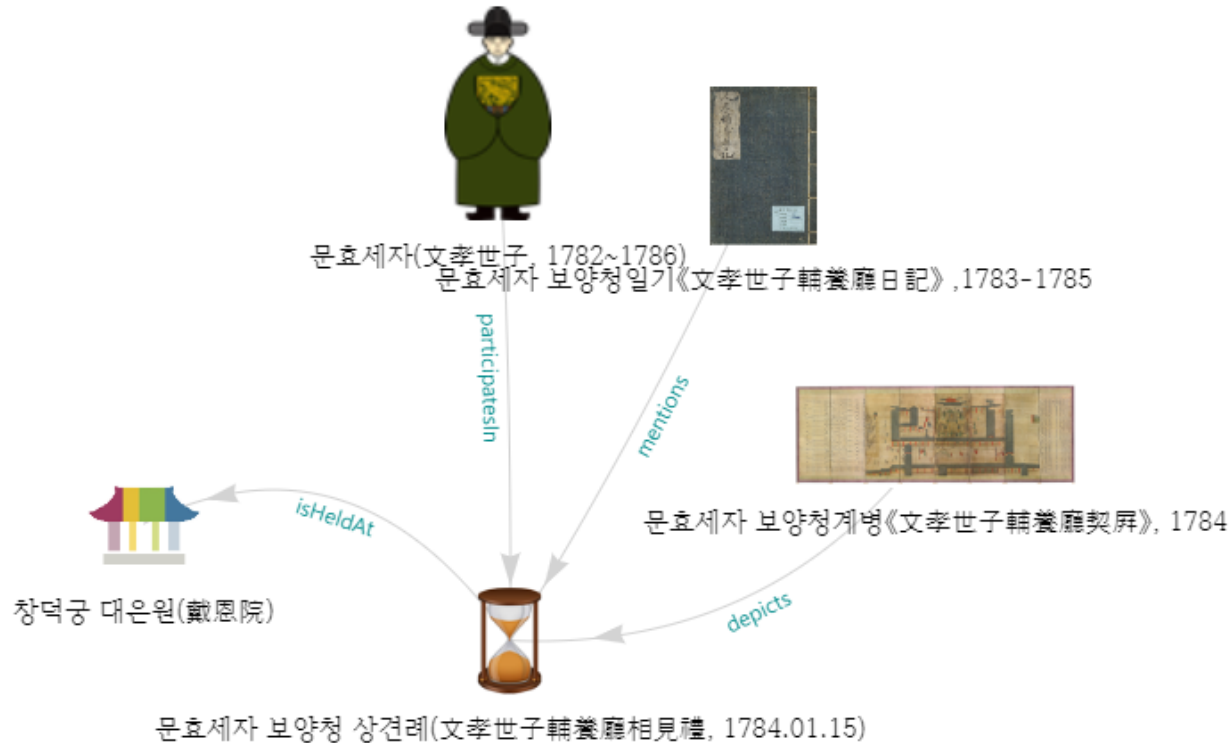 문효세자(文孝世子, 1782~1786)
문효세자 보양청일기《文孝世子輔養廳日記》,1783-1785
participatesIn
mentions
문효세자 보양청계병《文孝世子輔養廳契屛》, 1784
isHeldAt
depicts
창덕궁 대은원(戴恩院)
문효세자 보양청 상견례(文孝世子輔養廳相見禮, 1784.01.15)